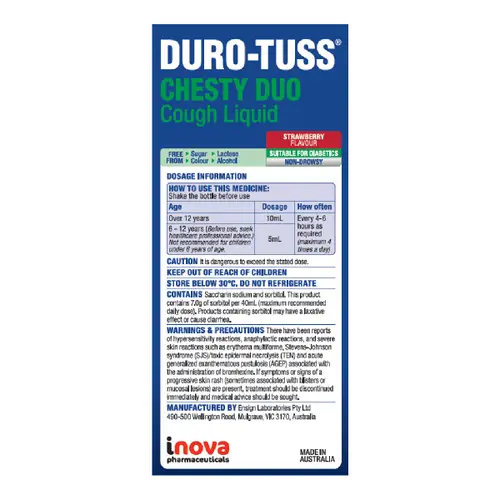 DURO-TUSS®
CHESTY DUO
Cough Liquid
STRAWBERRY
FLAVOUR
FREE ▸ Sugar ▸ Lactose
FROM ▸ Colour ▸ Alcohol
SUITABLE FOR DIABETICS
NON-DROWSY
DOSAGE INFORMATION
HOW TO USE THIS MEDICINE:
Shake the bottle before use
Age Dosage How often
Over 12 years 10mL Every 4-6
hours as
required
(maximum 4
times a day)
6 – 12 years (Before use, seek
healthcare professional advice.)
Not recommended for children
under 6 years of age.
5mL
CAUTION It is dangerous to exceed the stated dose.
KEEP OUT OF REACH OF CHILDREN
STORE BELOW 30°C. DO NOT REFRIGERATE
CONTAINS Saccharin sodium and sorbitol. This product
contains 7.0g of sorbitol per 40mL (maximum recommended
daily dose). Products containing sorbitol may have a laxative
effect or cause diarrhea.
WARNINGS & PRECAUTIONS There have been reports
of hypersensitivity reactions, anaphylactic reactions, and severe
skin reactions such as erythema multiforme, Stevens-Johnson
syndrome (SJS)/toxic epidermal necrolysis (TEN) and acute
generalized exanthematous pustulosis (AGEP) associated with
the administration of bromhexine. If symptoms or signs of a
progressive skin rash (sometimes associated with blisters or
mucosal lesions) are present, treatment should be discontinued
immediately and medical advice should be sought.
MANUFACTURED BY Ensign Laboratories Pty Ltd
490-500 Wellington Road, Mulgrave, VIC 3170, Australia
inova
pharmaceuticals
MADE IN
AUSTRALIA